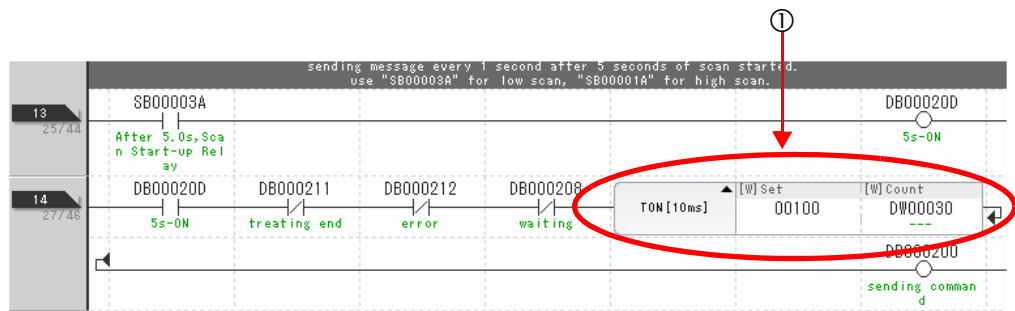 ①
sending message every 1 second after 5 seconds of scan started.
use "SB00003A" for low scan, "SB00001A" for high scan.
13
25/44
SB00003A
After 5.0s,Sca
n Start-up Rel
ay
DB00020D
5s-ON
14
27/46
DB00020D
5s-ON
DB000211
treating end
DB000212
error
DB000208
waiting
TON[10ms]
[W]Set
00100
[W]Count
DW00030
---
DB000200
sending comman
d